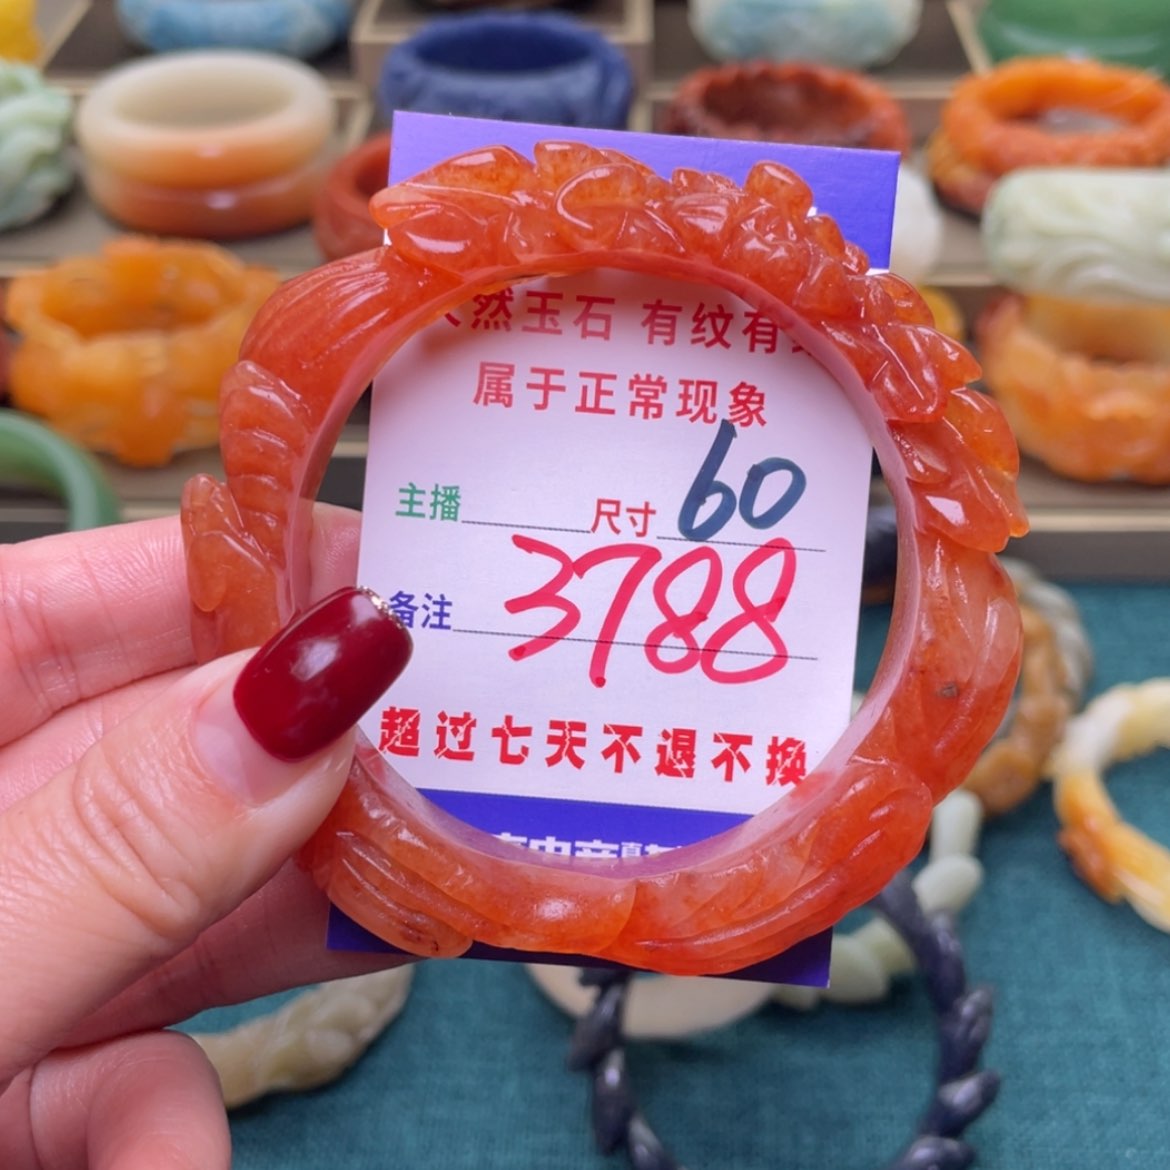 然玉石 有纹有
属于正常现象
主播 尺寸 60
备注 3788
超过七天不退不换